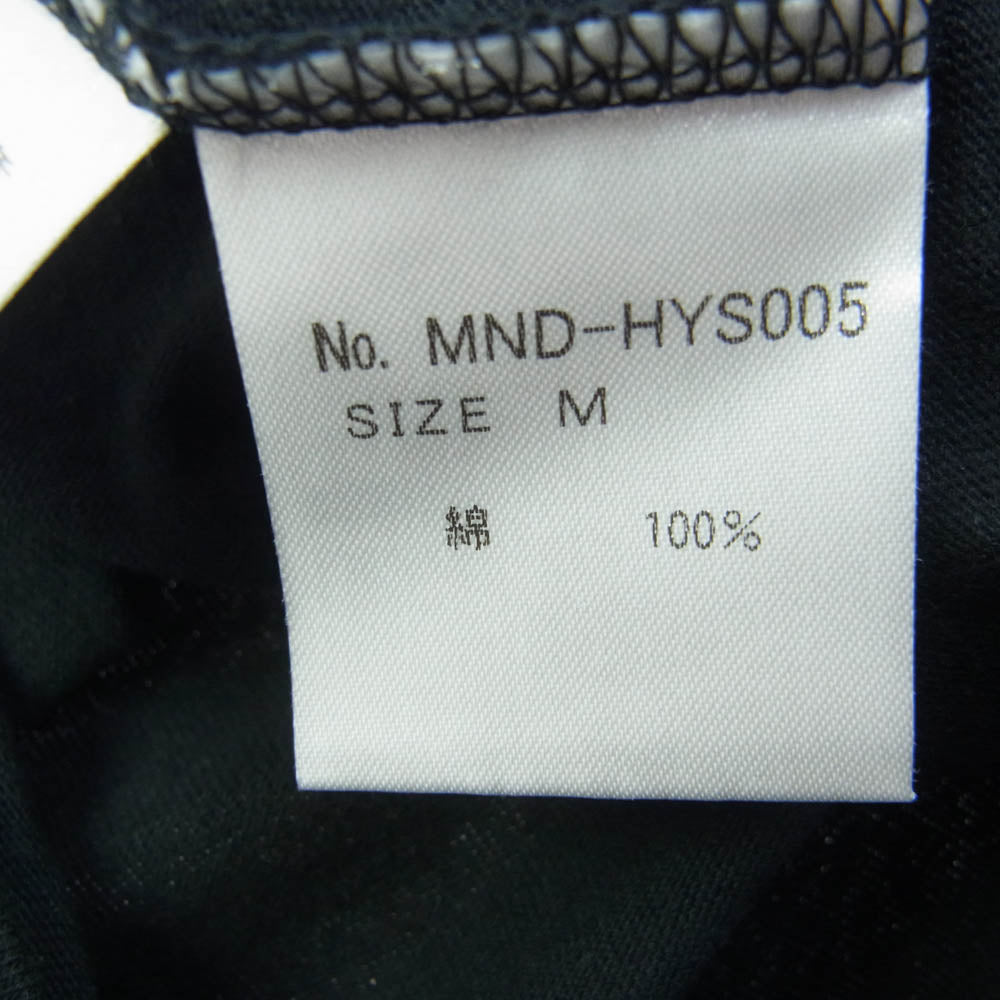 No. MND-HYS005
SIZE M
綿 100%